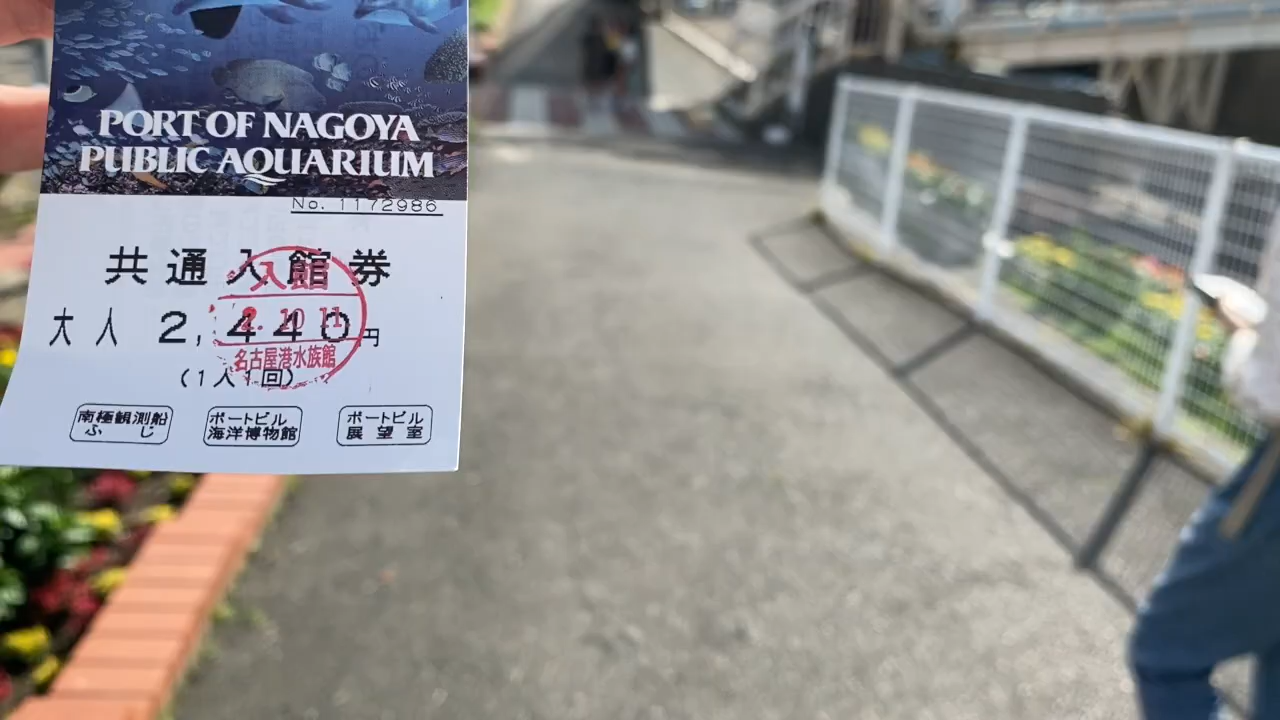 PORT OF NAGOYA
PUBLIC AQUARIUM
No. 1172986
共通入館券
大人 2,440円
入館
2.10.11
名古屋港水族館
(1人1回)
南極観測船
ふじ
ポートビル
海洋博物館
ポートビル
展望室